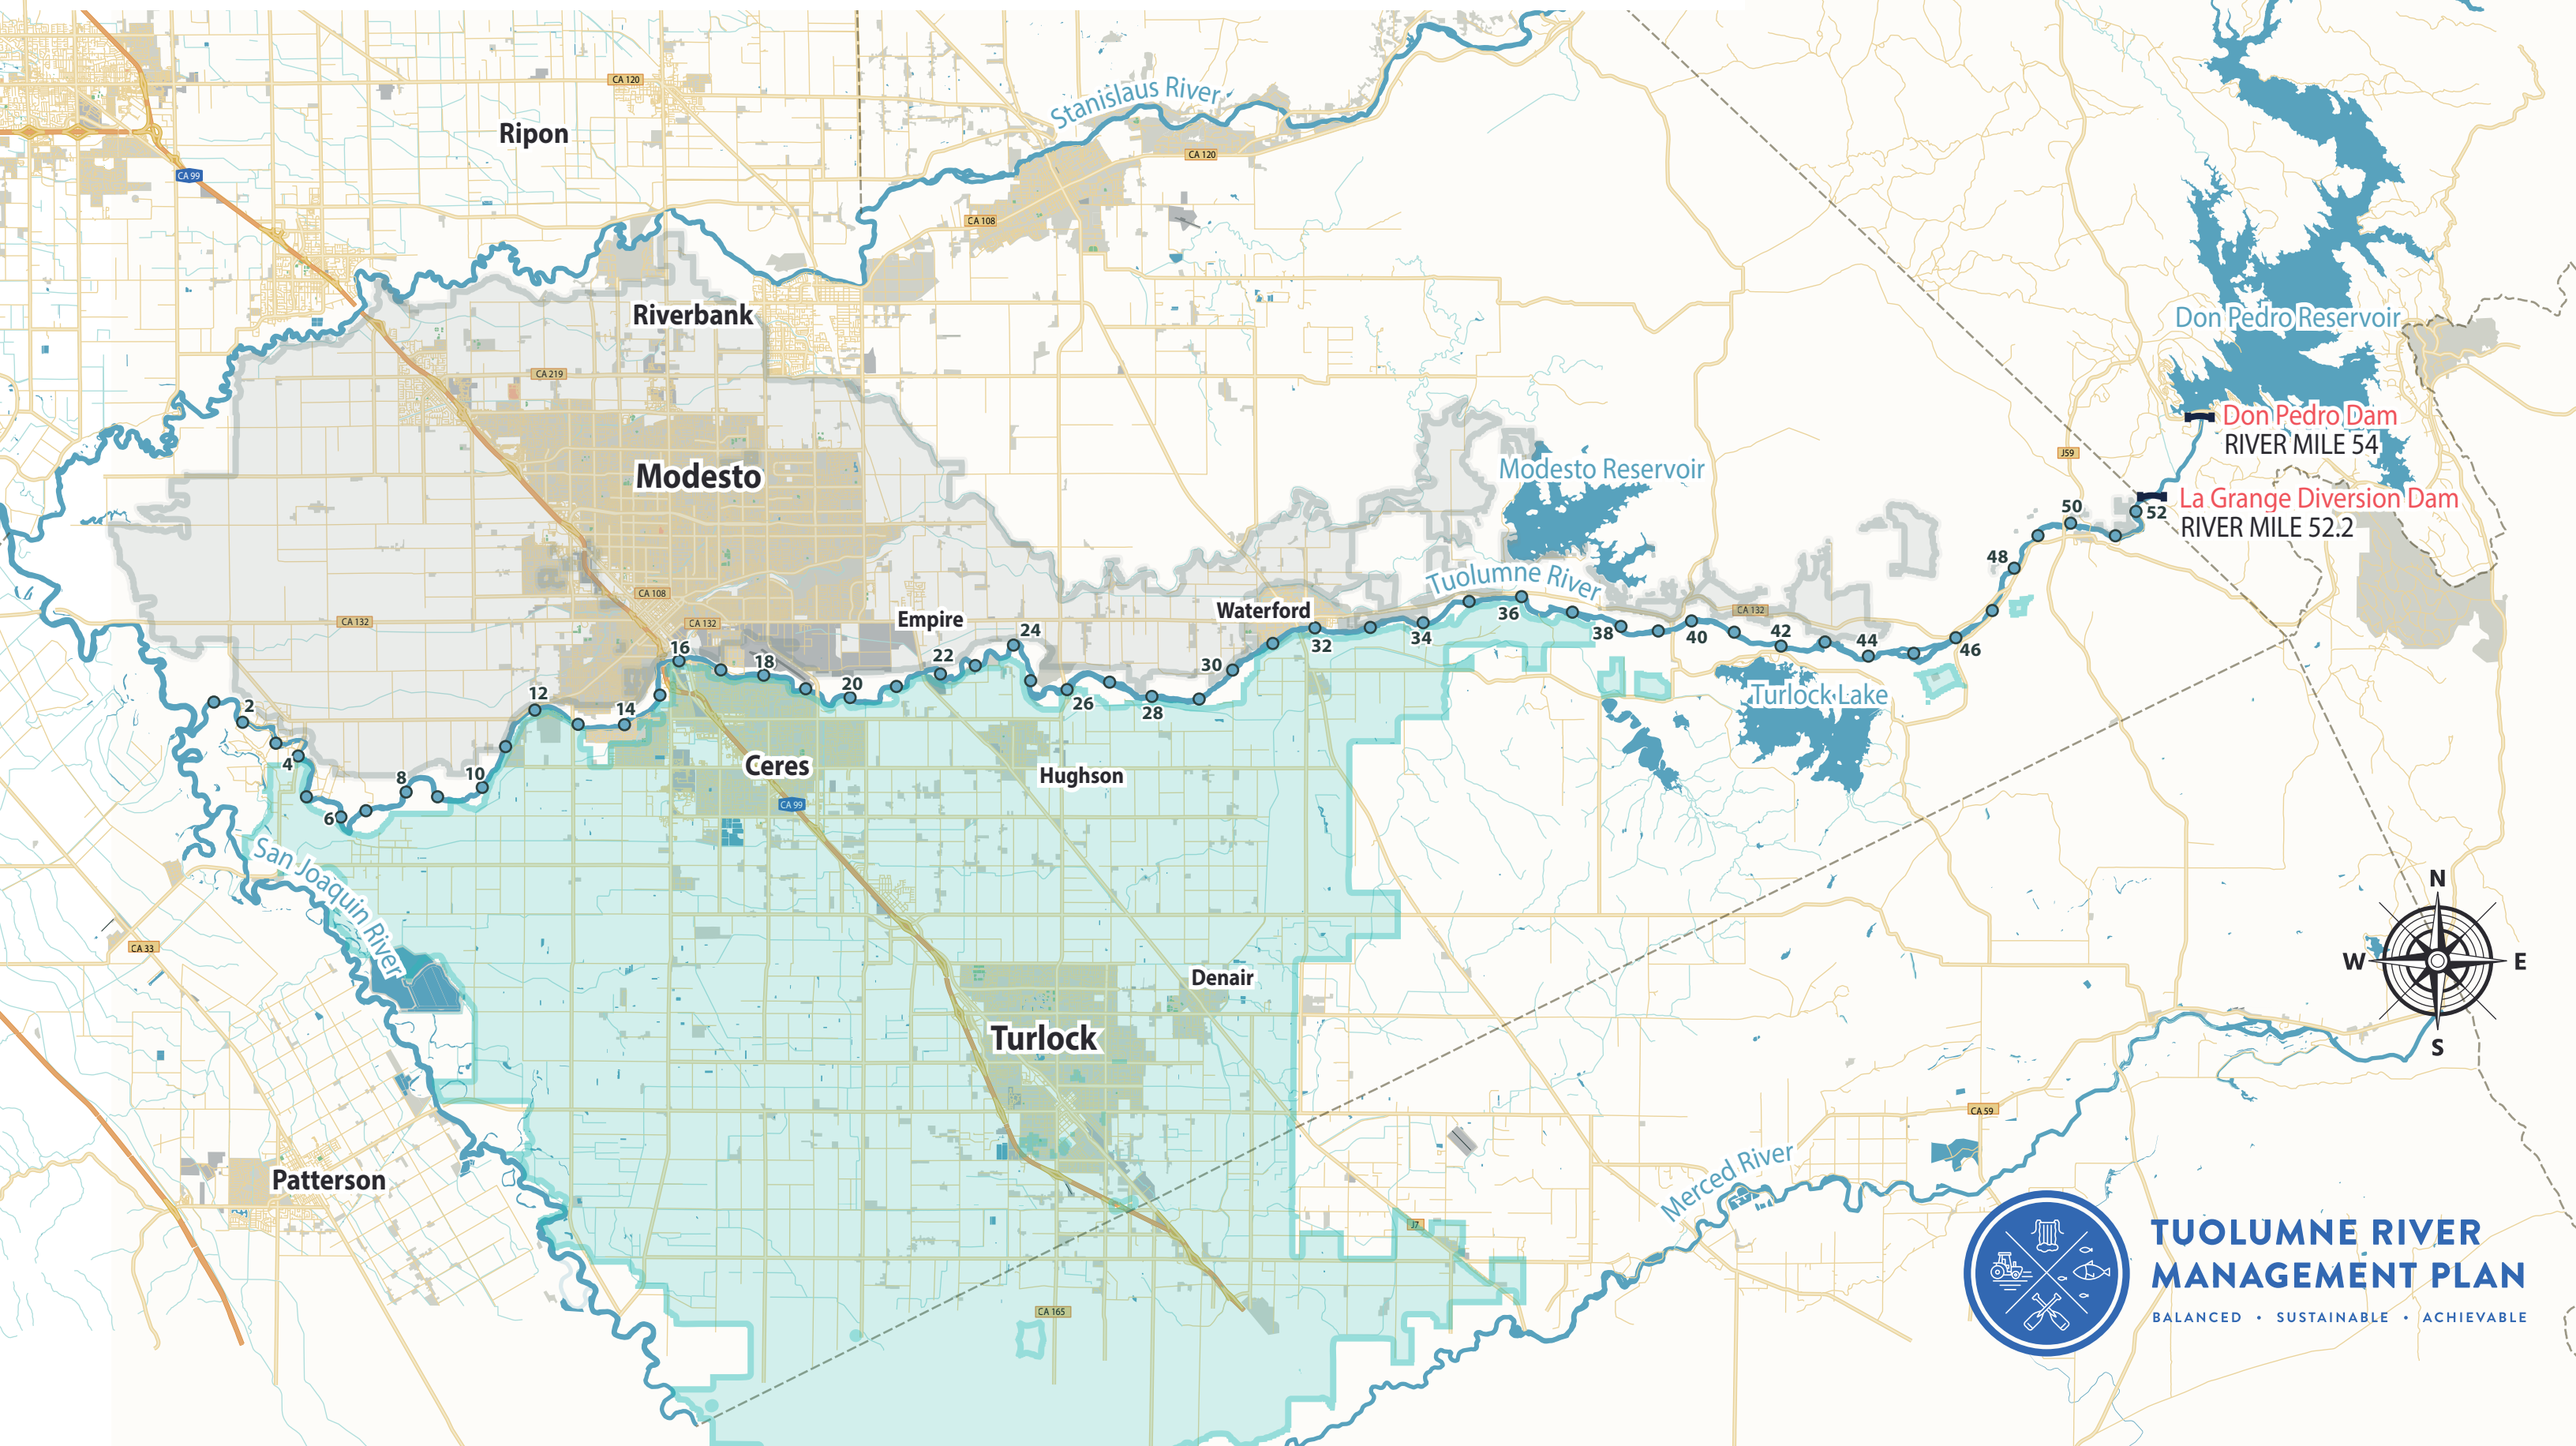 CA 120
Stanislaus River
Ripon
CA 120
CA 99
CA 108
Riverbank
Don Pedro Reservoir
CA 219
Don Pedro Dam
RIVER MILE 54
J59
Modesto
Modesto Reservoir
La Grange Diversion Dam
RIVER MILE 52.2
52
50
48
Tuolumne River
CA 108
CA 132
CA 132
Empire
Waterford
CA 132
16
18
20
22
24
26
28
30
32
34
36
38
40
42
44
46
2
4
6
8
10
12
14
Turlock Lake
Ceres
Hughson
CA 99
San Joaquin River
CA 33
N
W
E
S
Denair
Turlock
CA 59
Patterson
Merced River
J7
CA 165
TUOLUMNE RIVER
MANAGEMENT PLAN
BALANCED • SUSTAINABLE • ACHIEVABLE